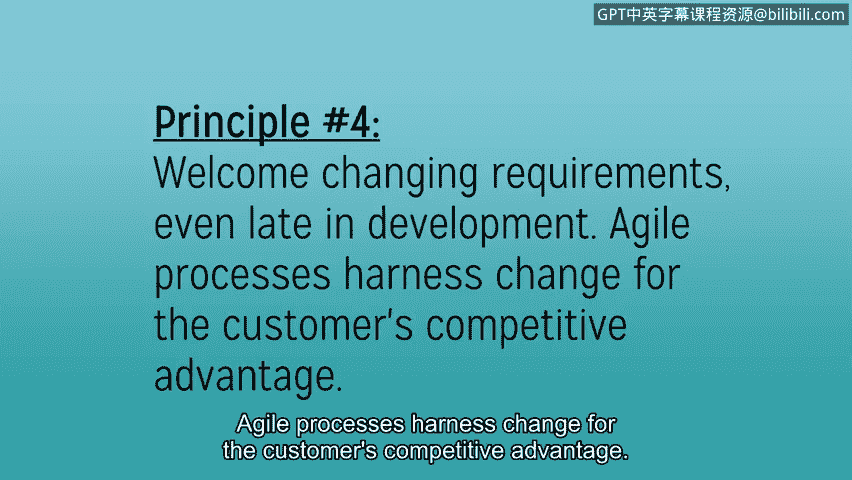 GPT中英字幕课程资源@bilibili.com
Principle #4:
Welcome changing requirements,
even late in development. Agile
processes harness change for
the customer's competitive
advantage.
Agile processes harness change for
the customer's competitive advantage.